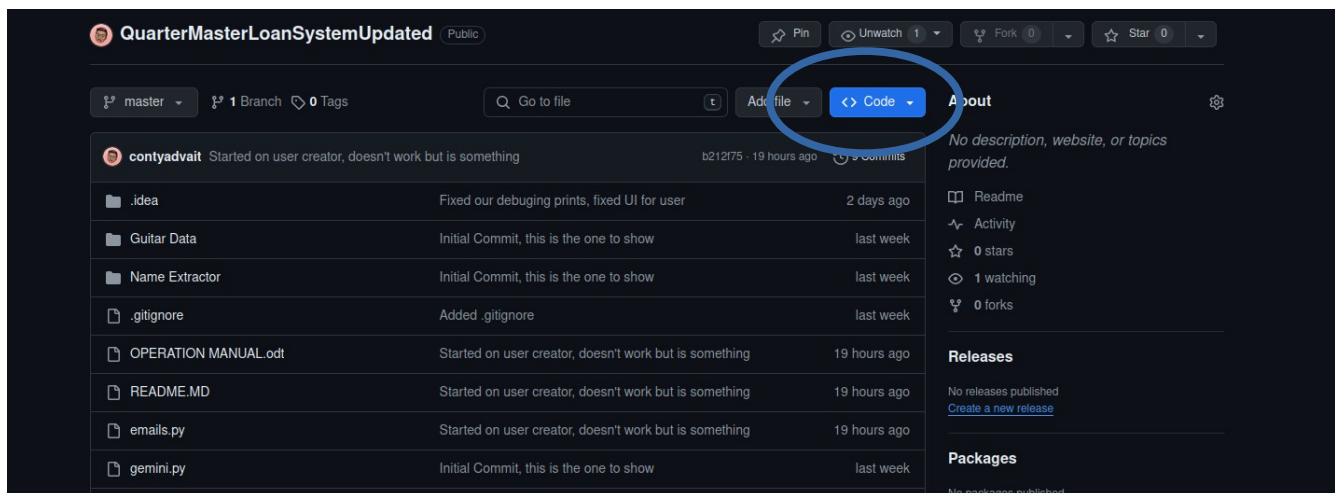 QuarterMasterLoanSystemUpdated Public Pin Unwatch 1 Fork 0 Star 0
master 1 Branch 0 Tags Go to file t Add file <> Code About
No description, website, or topics provided.
contyadvait Started on user creator, doesn't work but is something b212f75 · 19 hours ago 9 Commits
.idea Fixed our debuging prints, fixed UI for user 2 days ago
Readme
Activity
Guitar Data Initial Commit, this is the one to show last week
0 stars
Name Extractor Initial Commit, this is the one to show last week
1 watching
0 forks
.gitignore Added .gitignore last week
OPERATION MANUAL.odt Started on user creator, doesn't work but is something 19 hours ago
Releases
README.MD Started on user creator, doesn't work but is something 19 hours ago
No releases published
Create a new release
emails.py Started on user creator, doesn't work but is something 19 hours ago
gemini.py Initial Commit, this is the one to show last week
Packages
No packages published